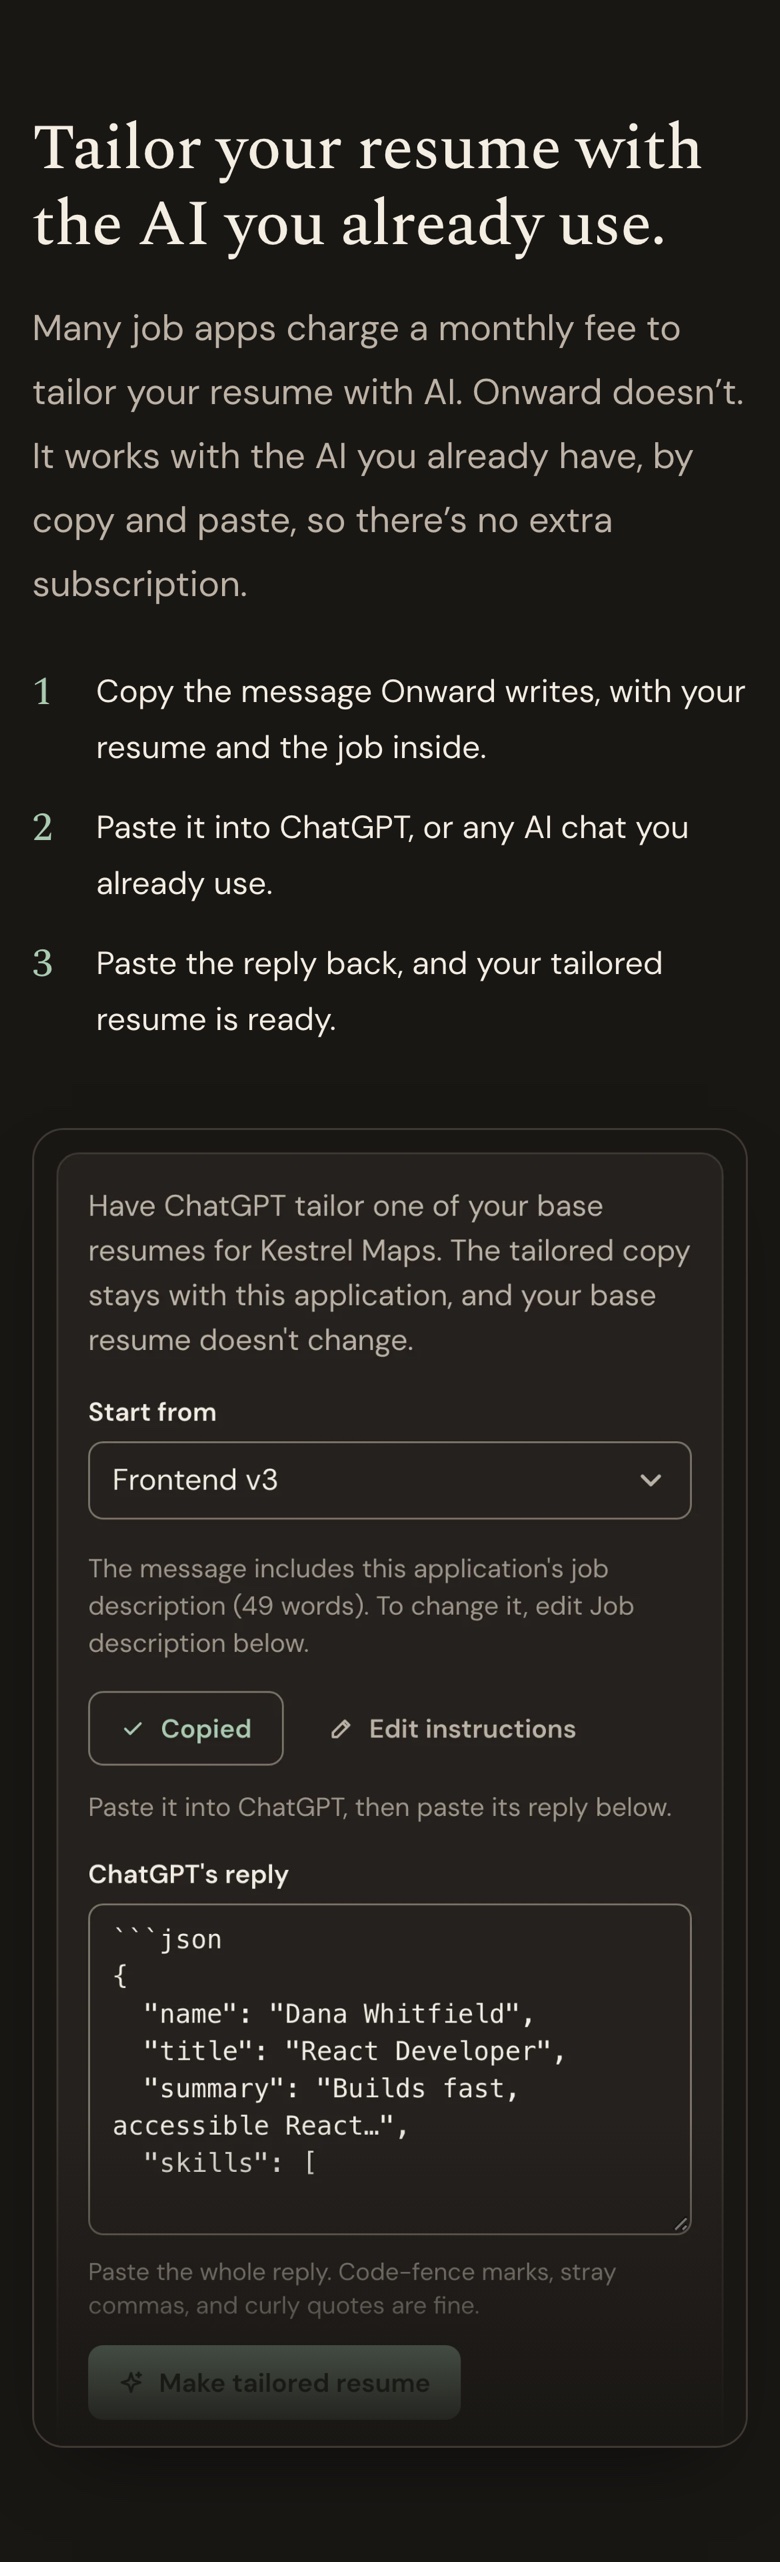 Tailor your resume with
the AI you already use.
Many job apps charge a monthly fee to
tailor your resume with AI. Onward doesn’t.
It works with the AI you already have, by
copy and paste, so there’s no extra
subscription.
1 Copy the message Onward writes, with your
resume and the job inside.
2 Paste it into ChatGPT, or any AI chat you
already use.
3 Paste the reply back, and your tailored
resume is ready.
Have ChatGPT tailor one of your base
resumes for Kestrel Maps. The tailored copy
stays with this application, and your base
resume doesn't change.
Start from
Frontend v3
The message includes this application's job
description (49 words). To change it, edit Job
description below.
Copied Edit instructions
Paste it into ChatGPT, then paste its reply below.
ChatGPT's reply
```json
{
  "name": "Dana Whitfield",
  "title": "React Developer",
  "summary": "Builds fast,
accessible React…",
  "skills": [
Paste the whole reply. Code-fence marks, stray
commas, and curly quotes are fine.
Make tailored resume